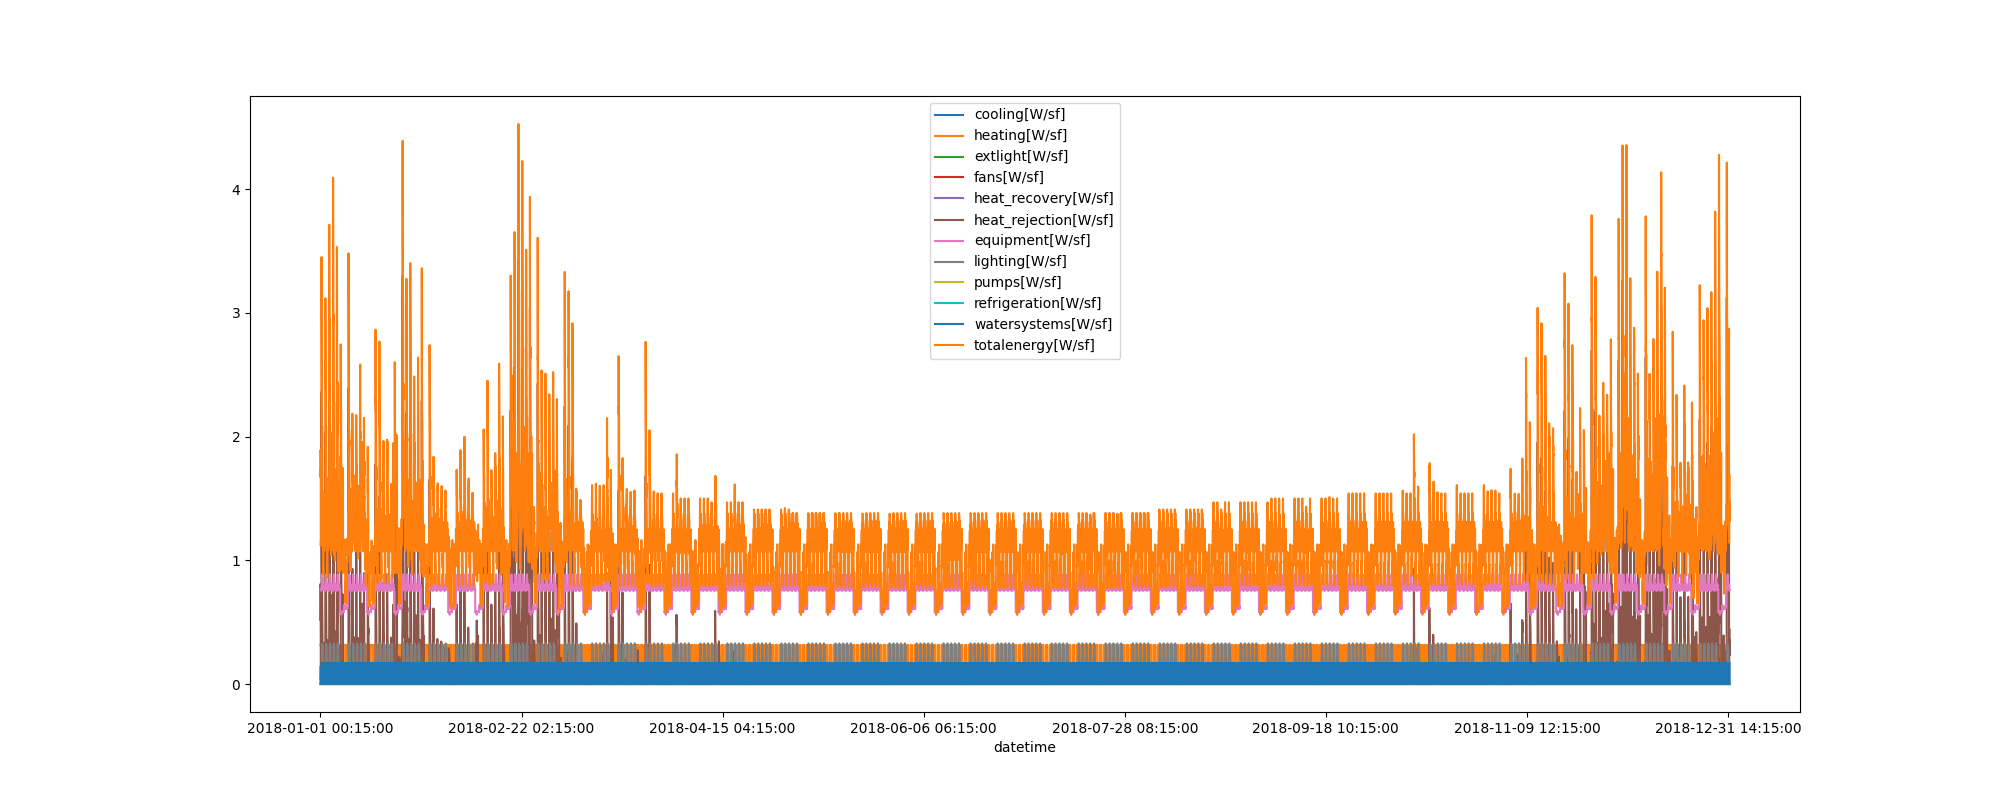 cooling[W/sf]
heating[W/sf]
extlight[W/sf]
fans[W/sf]
heat_recovery[W/sf]
heat_rejection[W/sf]
equipment[W/sf]
lighting[W/sf]
pumps[W/sf]
refrigeration[W/sf]
watersystems[W/sf]
totalenergy[W/sf]
4
3
2
1
0
2018-01-01 00:15:00 2018-02-22 02:15:00 2018-04-15 04:15:00 2018-06-06 06:15:00 2018-07-28 08:15:00 2018-09-18 10:15:00 2018-11-09 12:15:00 2018-12-31 14:15:00
datetime